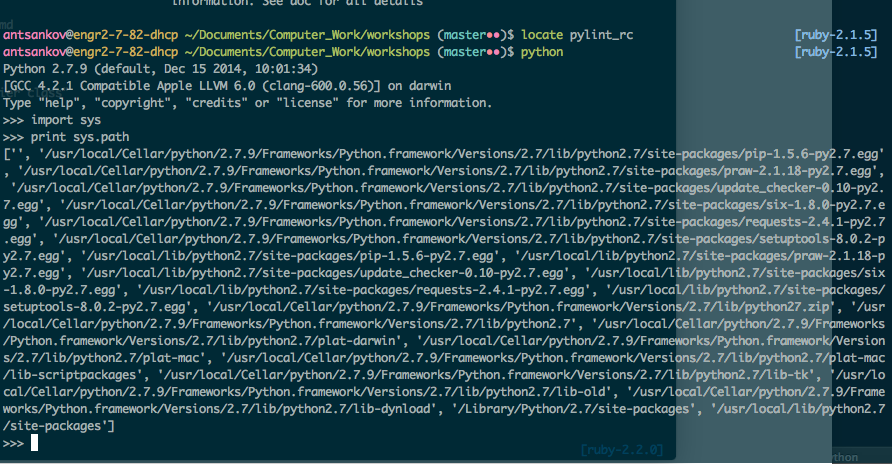 information. See doc for all details
md
antsankov@engr2-7-82-dhcp ~/Documents/Computer_Work/workshops (master●●)$ locate pylint_rc [ruby-2.1.5]
antsankov@engr2-7-82-dhcp ~/Documents/Computer_Work/workshops (master●●)$ python [ruby-2.1.5]
Python 2.7.9 (default, Dec 15 2014, 10:01:34)
[GCC 4.2.1 Compatible Apple LLVM 6.0 (clang-600.0.56)] on darwin
Type "help", "copyright", "credits" or "license" for more information.
>>> import sys
>>> print sys.path
['', '/usr/local/Cellar/python/2.7.9/Frameworks/Python.framework/Versions/2.7/lib/python2.7/site-packages/pip-1.5.6-py2.7.egg'
, '/usr/local/Cellar/python/2.7.9/Frameworks/Python.framework/Versions/2.7/lib/python2.7/site-packages/praw-2.1.18-py2.7.egg',
'/usr/local/Cellar/python/2.7.9/Frameworks/Python.framework/Versions/2.7/lib/python2.7/site-packages/update_checker-0.10-py2.
7.egg', '/usr/local/Cellar/python/2.7.9/Frameworks/Python.framework/Versions/2.7/lib/python2.7/site-packages/six-1.8.0-py2.7.e
gg', '/usr/local/Cellar/python/2.7.9/Frameworks/Python.framework/Versions/2.7/lib/python2.7/site-packages/requests-2.4.1-py2.7
.egg', '/usr/local/Cellar/python/2.7.9/Frameworks/Python.framework/Versions/2.7/lib/python2.7/site-packages/setuptools-8.0.2-p
y2.7.egg', '/usr/local/lib/python2.7/site-packages/pip-1.5.6-py2.7.egg', '/usr/local/lib/python2.7/site-packages/praw-2.1.18-p
y2.7.egg', '/usr/local/lib/python2.7/site-packages/update_checker-0.10-py2.7.egg', '/usr/local/lib/python2.7/site-packages/six
-1.8.0-py2.7.egg', '/usr/local/lib/python2.7/site-packages/requests-2.4.1-py2.7.egg', '/usr/local/lib/python2.7/site-packages/
setuptools-8.0.2-py2.7.egg', '/usr/local/Cellar/python/2.7.9/Frameworks/Python.framework/Versions/2.7/lib/python27.zip', '/usr
/local/Cellar/python/2.7.9/Frameworks/Python.framework/Versions/2.7/lib/python2.7', '/usr/local/Cellar/python/2.7.9/Frameworks
/Python.framework/Versions/2.7/lib/python2.7/plat-darwin', '/usr/local/Cellar/python/2.7.9/Frameworks/Python.framework/Version
s/2.7/lib/python2.7/plat-mac', '/usr/local/Cellar/python/2.7.9/Frameworks/Python.framework/Versions/2.7/lib/python2.7/plat-mac
/lib-scriptpackages', '/usr/local/Cellar/python/2.7.9/Frameworks/Python.framework/Versions/2.7/lib/python2.7/lib-tk', '/usr/lo
cal/Cellar/python/2.7.9/Frameworks/Python.framework/Versions/2.7/lib/python2.7/lib-old', '/usr/local/Cellar/python/2.7.9/Frame
works/Python.framework/Versions/2.7/lib/python2.7/lib-dynload', '/Library/Python/2.7/site-packages', '/usr/local/lib/python2.7
/site-packages']
>>>
[ruby-2.2.0]
ython